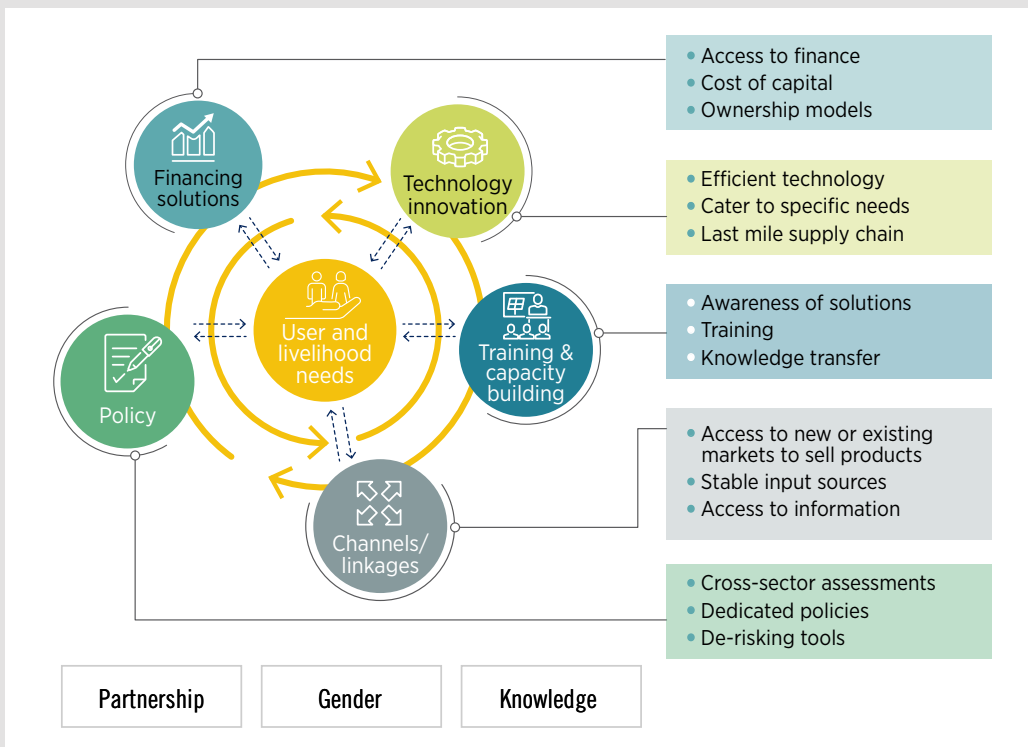 Financing
solutions
Technology
innovation
User and
livelihood
needs
Training &
capacity
building
Policy
Channels/
linkages
• Access to finance
• Cost of capital
• Ownership models
• Efficient technology
• Cater to specific needs
• Last mile supply chain
• Awareness of solutions
• Training
• Knowledge transfer
• Access to new or existing
markets to sell products
• Stable input sources
• Access to information
• Cross-sector assessments
• Dedicated policies
• De-risking tools
Partnership
Gender
Knowledge